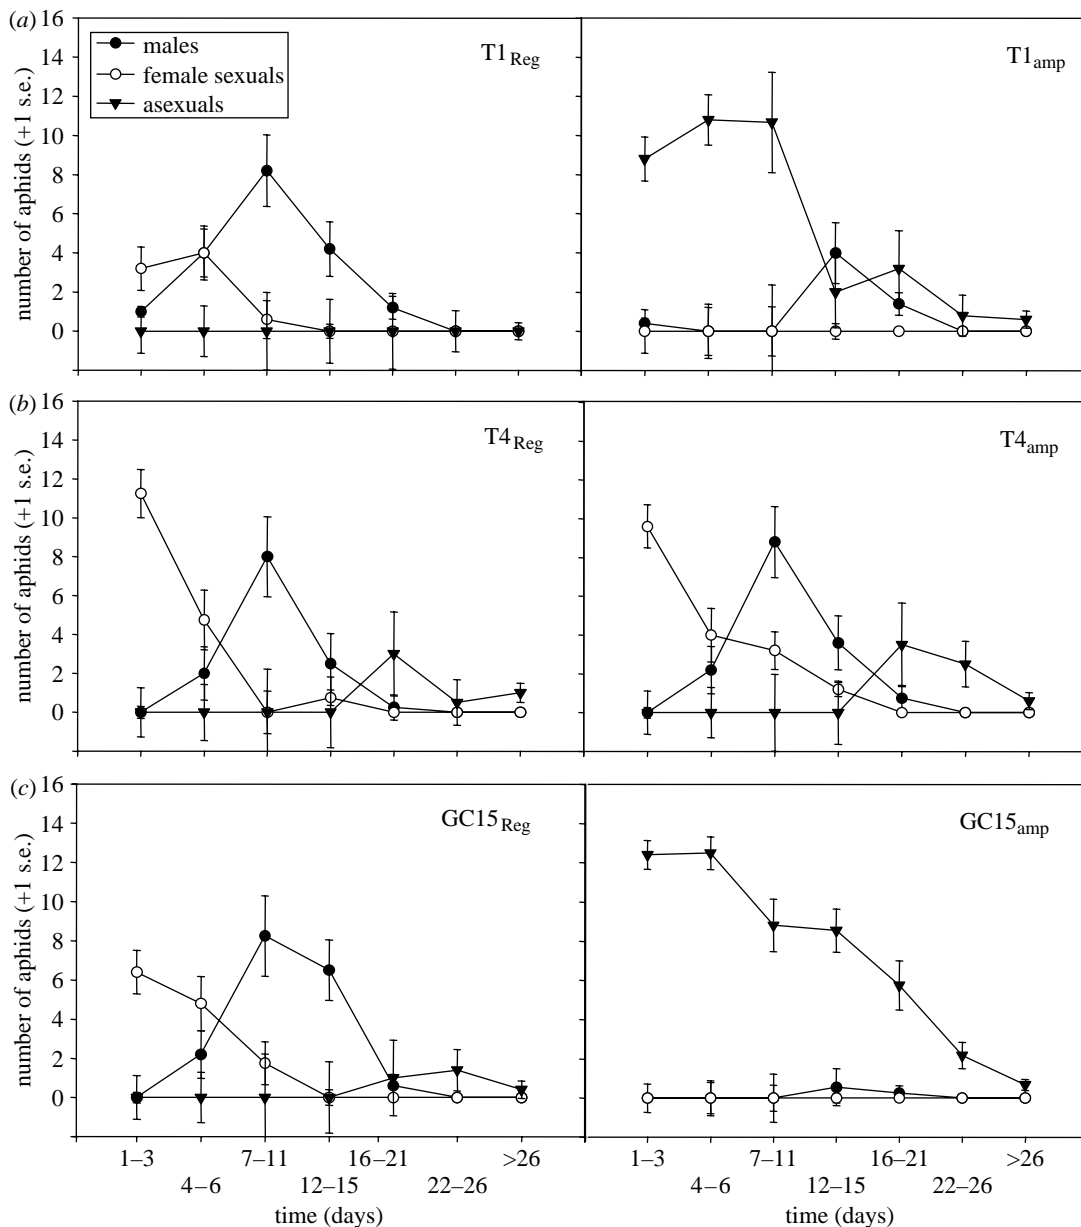 (a)
16
14
12
10
8
6
4
2
0
number of aphids (+1 s.e.)
males
female sexuals
asexuals
T1Reg
T1amp
(b)
16
14
12
10
8
6
4
2
0
number of aphids (+1 s.e.)
T4Reg
T4amp
(c)
16
14
12
10
8
6
4
2
0
number of aphids (+1 s.e.)
GC15Reg
GC15amp
1–3 7–11 16–21 >26
4–6 12–15 22–26
time (days)
1–3 7–11 16–21 >26
4–6 12–15 22–26
time (days)